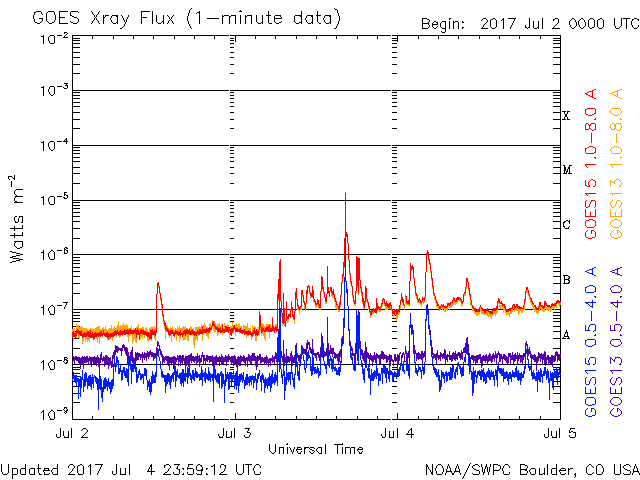 GOES Xray Flux (1-minute data)
Begin: 2017 Jul 2 0000 UTC
10-2
10-3
10-4
10-5
10-6
10-7
10-8
10-9
Watts m-2
X
M
C
B
A
GOES15 1.0-8.0 A
GOES13 1.0-8.0 A
GOES15 0.5-4.0 A
GOES13 0.5-4.0 A
Jul 2
Jul 3
Jul 4
Jul 5
Universal Time
Updated 2017 Jul 4 23:59:12 UTC
NOAA/SWPC Boulder, CO USA